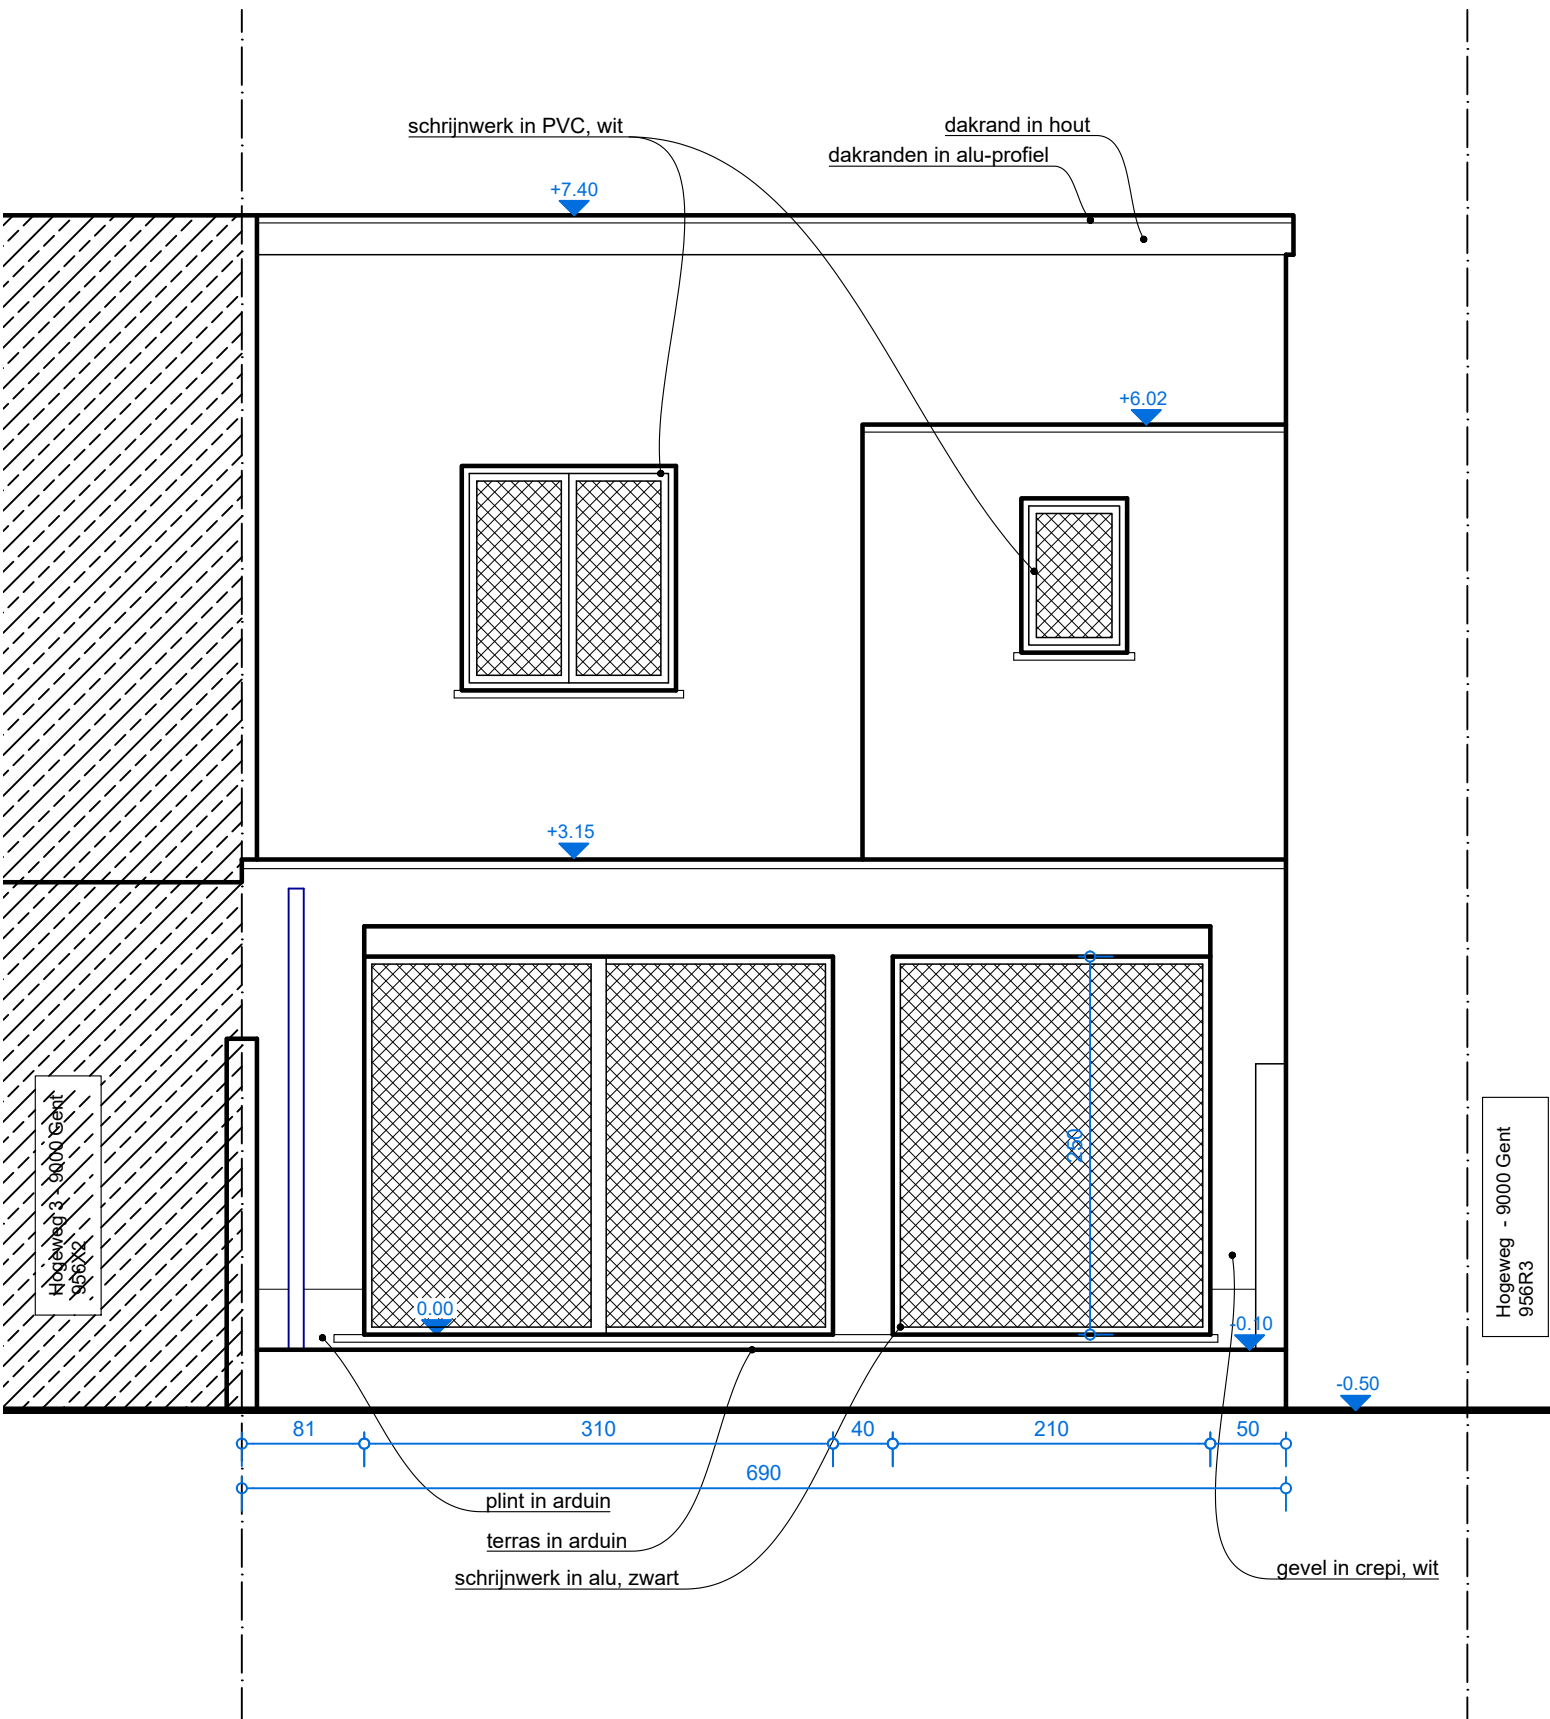 schrijnwerk in PVC, wit
dakrand in hout
dakranden in alu-profiel
+7.40
+6.02
+3.15
Hogeweg 3 - 9000 Gent
956X2
Hogeweg  - 9000 Gent
956R3
250
0.00
-0.10
-0.50
81
310
40
210
50
690
plint in arduin
terras in arduin
schrijnwerk in alu, zwart
gevel in crepi, wit